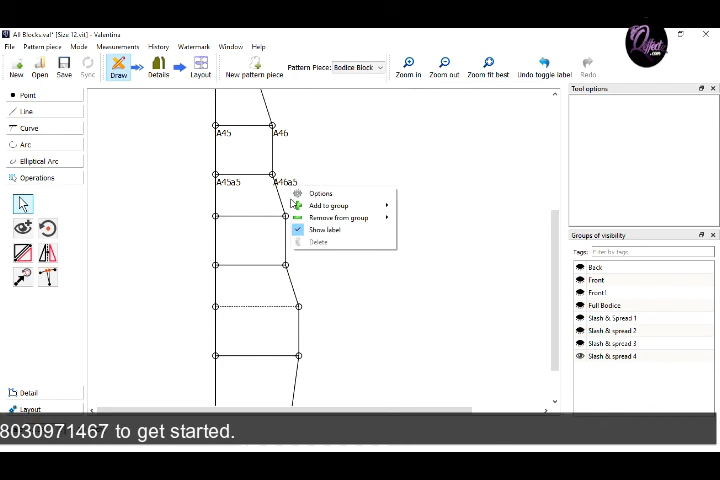 All Blocks.val* [Size 12.vit] - Valentina
File Pattern piece Mode Measurements History Watermark Window Help
New Open Save Sync Draw Details Layout New pattern piece Pattern Piece: Bodice Block Zoom in Zoom out Zoom fit best Undo toggle label Redo
Point
Line
Curve
Arc
Elliptical Arc
Operations
Detail
Layout
A45 A46
A45a5 A46a5
Options
Add to group
Remove from group
Show label
Delete
Tool options
Groups of visibility
Tags: Filter by tags
Back
Front
Front1
Full Bodice
Slash & Spread 1
Slash & spread 2
Slash & spread 3
Slash & spread 4
8030971467 to get started.